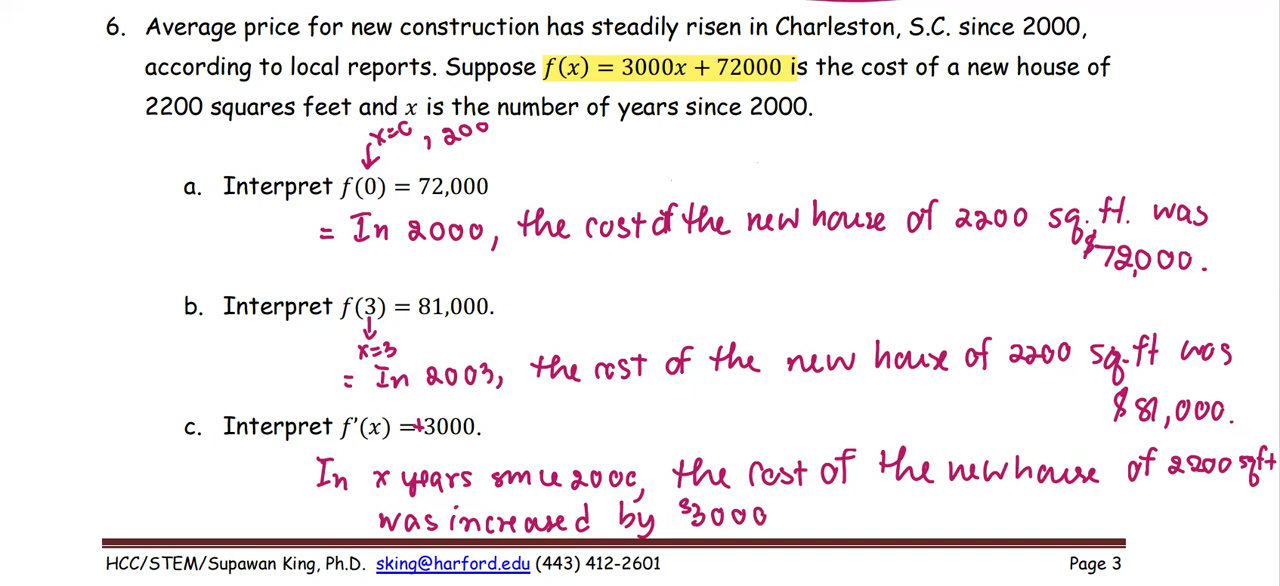 6. Average price for new construction has steadily risen in Charleston, S.C. since 2000,
according to local reports. Suppose f(x) = 3000x + 72000 is the cost of a new house of
2200 squares feet and x is the number of years since 2000.
x=0, 200
a. Interpret f(0) = 72,000
= In 2000, the cost of the new house of 2200 sq. ft. was
$72,000.
b. Interpret f(3) = 81,000.
x=3
= In 2003, the cost of the new house of 2200 sq.ft was
$81,000.
c. Interpret f'(x) =+3000.
In x years since 2000, the cost of the new house of 2200 sqft
was increased by $3000
HCC/STEM/Supawan King, Ph.D. sking@harford.edu (443) 412-2601 Page 3